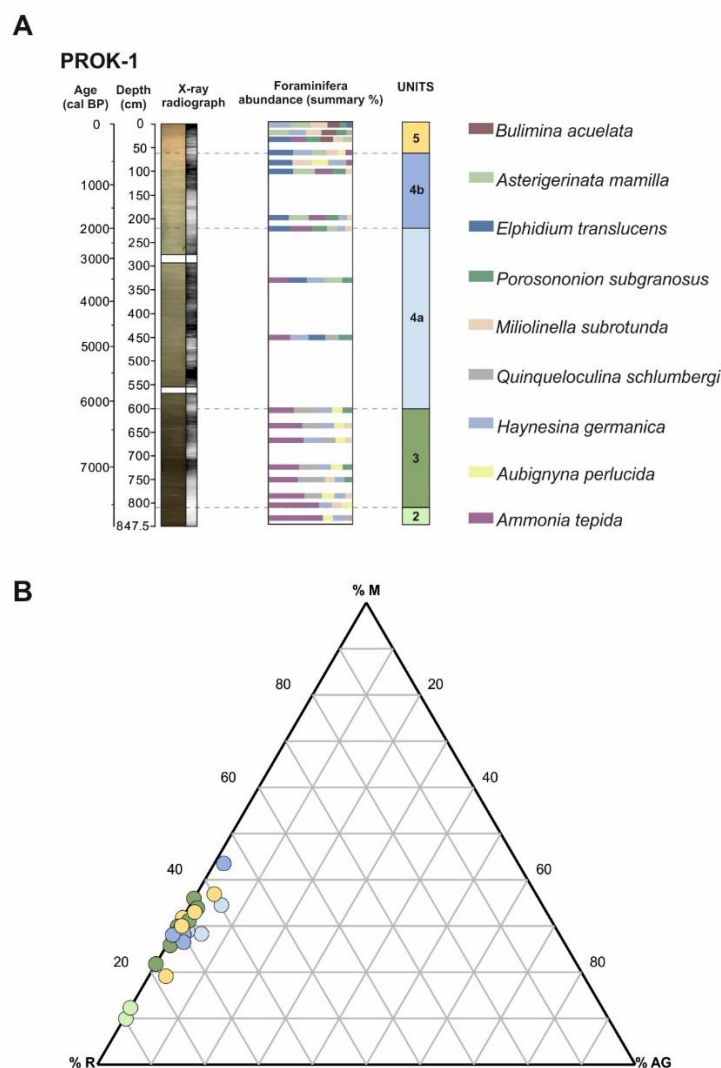 A
PROK-1
Age (cal BP)
Depth (cm)
X-ray radiograph
Foraminifera abundance (summary %)
UNITS
0
1000
2000
3000
4000
5000
6000
7000
0
50
100
150
200
250
300
350
400
450
500
550
600
650
700
750
800
847.5
5
4b
4a
3
2
Bulimina acuelata
Asterigerinata mamilla
Elphidium translucens
Porosononion subgranosus
Miliolinella subrotunda
Quinqueloculina schlumbergi
Haynesina germanica
Aubignyna perlucida
Ammonia tepida
B
% M
80
20
60
40
40
60
20
80
% R
% AG